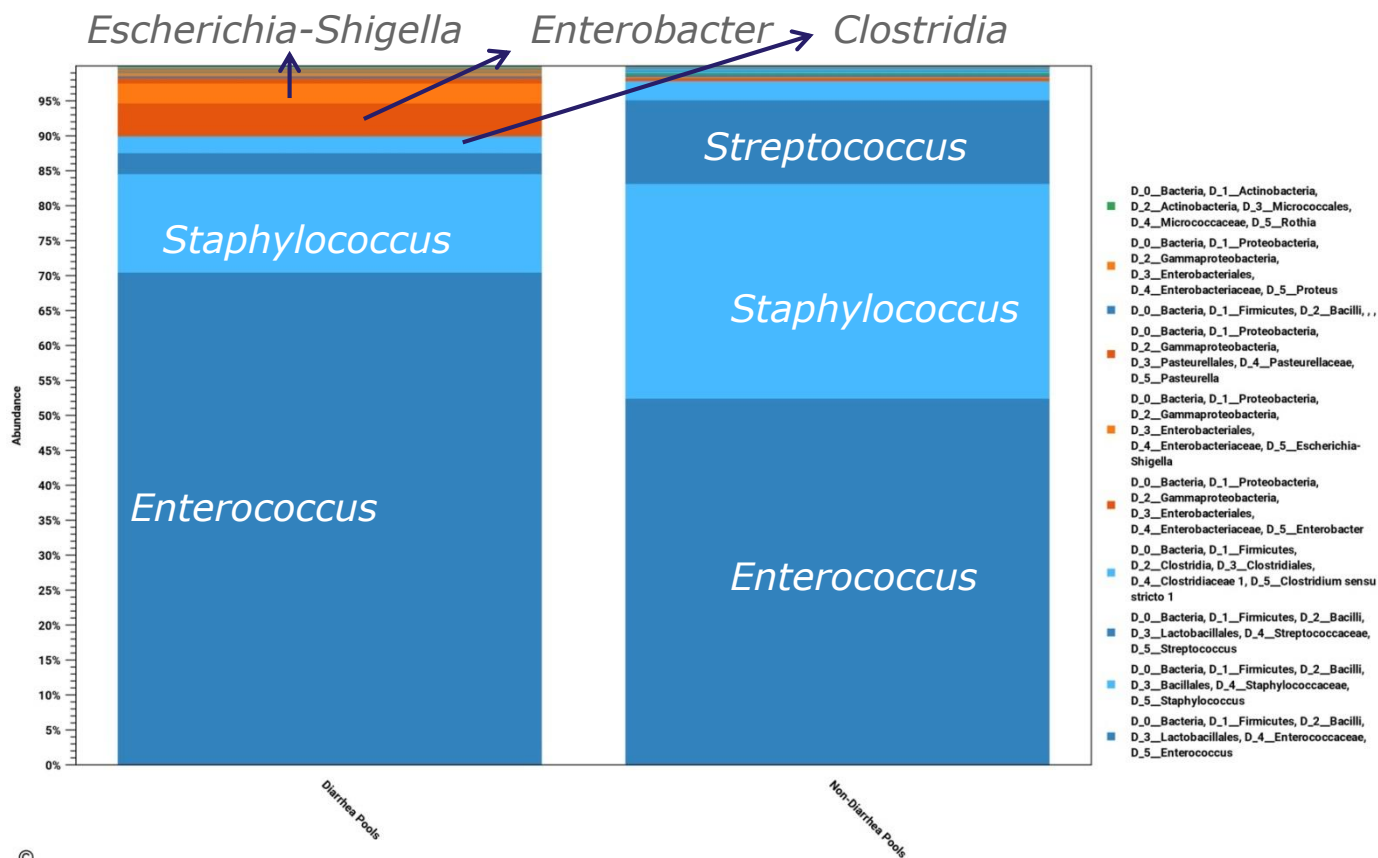 Escherichia-Shigella Enterobacter Clostridia
95%
90%
85%
80%
75%
70%
65%
60%
55%
50%
45%
40%
35%
30%
25%
20%
15%
10%
5%
0%
Abundance
Streptococcus
Staphylococcus
Staphylococcus
Enterococcus
Enterococcus
Diarrhea Pools
Non-Diarrhea Pools
D_0__Bacteria, D_1__Actinobacteria,
D_2__Actinobacteria, D_3__Micrococcales,
D_4__Micrococcaceae, D_5__Rothia
D_0__Bacteria, D_1__Proteobacteria,
D_2__Gammaproteobacteria,
D_3__Enterobacteriales,
D_4__Enterobacteriaceae, D_5__Proteus
D_0__Bacteria, D_1__Firmicutes, D_2__Bacilli, , ,
D_0__Bacteria, D_1__Proteobacteria,
D_2__Gammaproteobacteria,
D_3__Pasteurellales, D_4__Pasteurellaceae,
D_5__Pasteurella
D_0__Bacteria, D_1__Proteobacteria,
D_2__Gammaproteobacteria,
D_3__Enterobacteriales,
D_4__Enterobacteriaceae, D_5__Escherichia-
Shigella
D_0__Bacteria, D_1__Proteobacteria,
D_2__Gammaproteobacteria,
D_3__Enterobacteriales,
D_4__Enterobacteriaceae, D_5__Enterobacter
D_0__Bacteria, D_1__Firmicutes,
D_2__Clostridia, D_3__Clostridiales,
D_4__Clostridiaceae 1, D_5__Clostridium sensu
stricto 1
D_0__Bacteria, D_1__Firmicutes, D_2__Bacilli,
D_3__Lactobacillales, D_4__Streptococcaceae,
D_5__Streptococcus
D_0__Bacteria, D_1__Firmicutes, D_2__Bacilli,
D_3__Bacillales, D_4__Staphylococcaceae,
D_5__Staphylococcus
D_0__Bacteria, D_1__Firmicutes, D_2__Bacilli,
D_3__Lactobacillales, D_4__Enterococcaceae,
D_5__Enterococcus
©